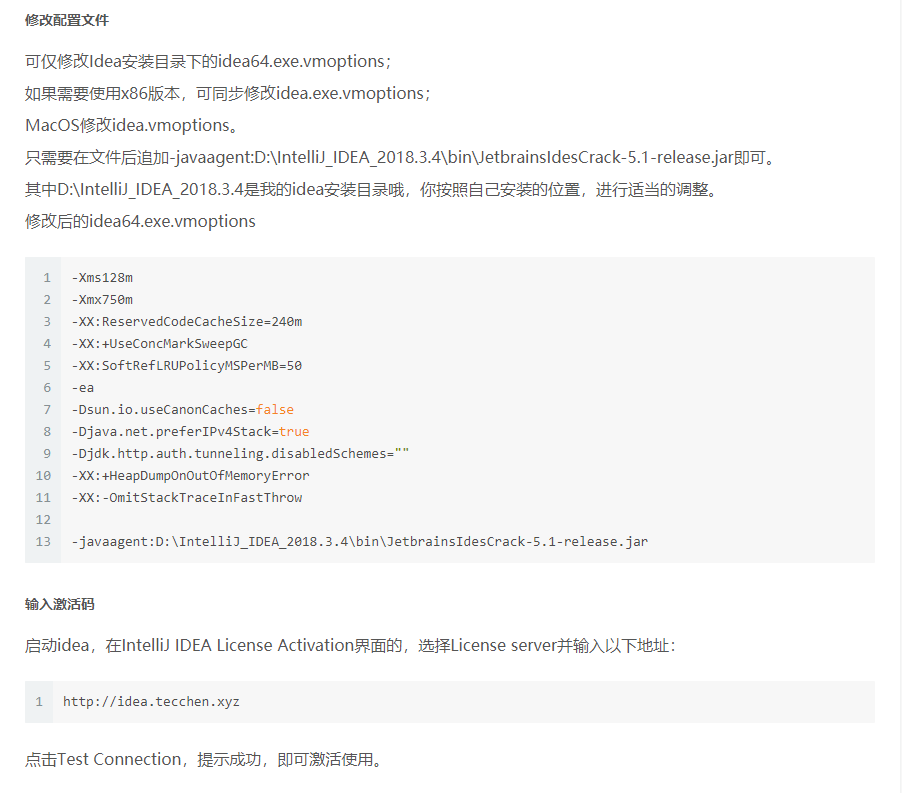 修改配置文件
可仅修改Idea安装目录下的idea64.exe.vmoptions；
如果需要使用x86版本，可同步修改idea.exe.vmoptions；
MacOS修改idea.vmoptions。
只需要在文件后追加-javaagent:D:\IntelliJ_IDEA_2018.3.4\bin\JetbrainsIdesCrack-5.1-release.jar即可。
其中D:\IntelliJ_IDEA_2018.3.4是我的idea安装目录哦，你按照自己安装的位置，进行适当的调整。
修改后的idea64.exe.vmoptions
1 -Xms128m
2 -Xmx750m
3 -XX:ReservedCodeCacheSize=240m
4 -XX:+UseConcMarkSweepGC
5 -XX:SoftRefLRUPolicyMSPerMB=50
6 -ea
7 -Dsun.io.useCanonCaches=false
8 -Djava.net.preferIPv4Stack=true
9 -Djdk.http.auth.tunneling.disabledSchemes=""
10 -XX:+HeapDumpOnOutOfMemoryError
11 -XX:-OmitStackTraceInFastThrow
12
13 -javaagent:D:\IntelliJ_IDEA_2018.3.4\bin\JetbrainsIdesCrack-5.1-release.jar
输入激活码
启动idea，在IntelliJ IDEA License Activation界面的，选择License server并输入以下地址：
1 http://idea.tecchen.xyz
点击Test Connection，提示成功，即可激活使用。